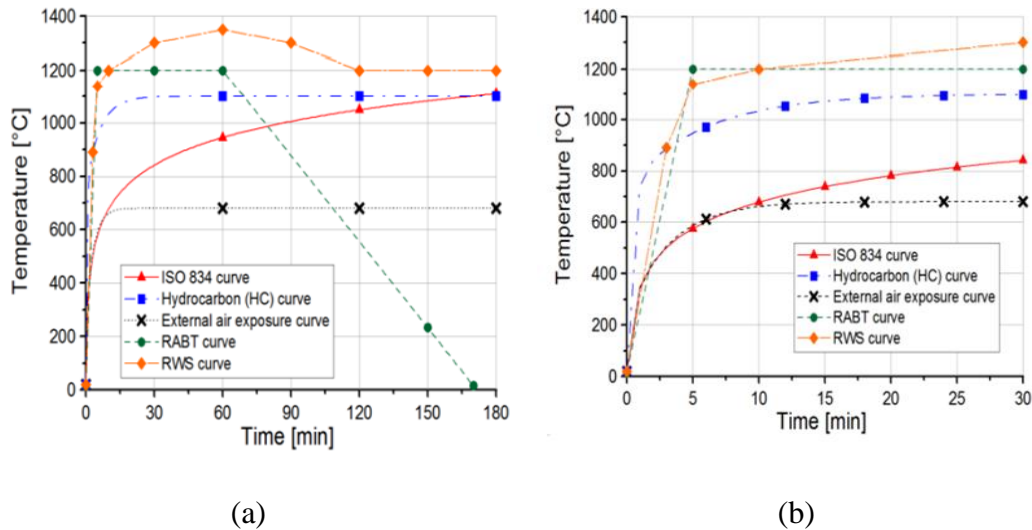 1400
1200
1000
800
600
400
200
0
Temperature [°C]
ISO 834 curve
Hydrocarbon (HC) curve
External air exposure curve
RABT curve
RWS curve
0 30 60 90 120 150 180
Time [min]
(a)
1400
1200
1000
800
600
400
200
0
Temperature [°C]
ISO 834 curve
Hydrocarbon (HC) curve
External air exposure curve
RABT curve
RWS curve
0 5 10 15 20 25 30
Time [min]
(b)